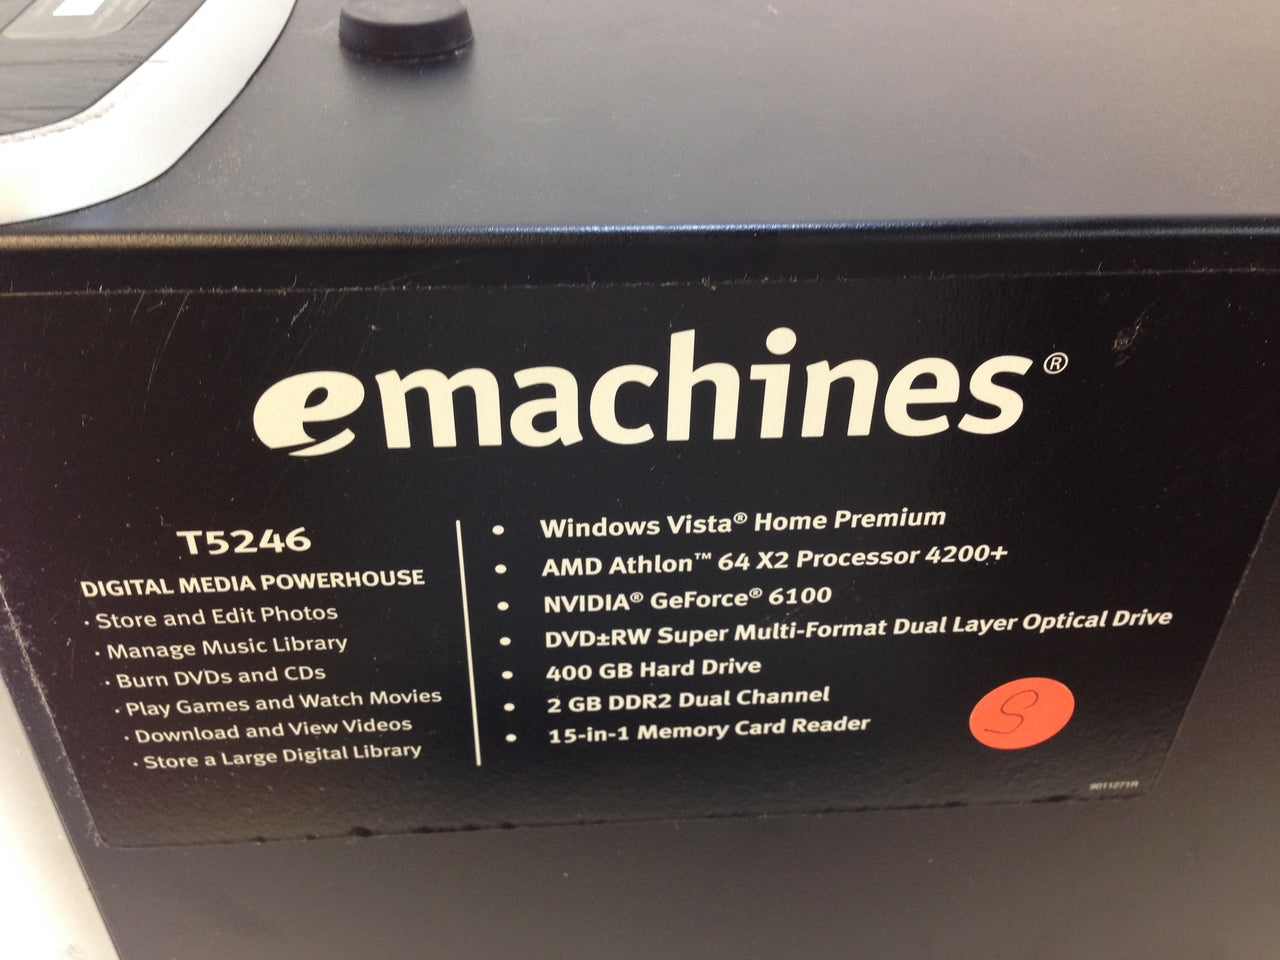 emachines®
T5246
DIGITAL MEDIA POWERHOUSE
· Store and Edit Photos
· Manage Music Library
· Burn DVDs and CDs
· Play Games and Watch Movies
· Download and View Videos
· Store a Large Digital Library
• Windows Vista® Home Premium
• AMD Athlon™ 64 X2 Processor 4200+
• NVIDIA® GeForce® 6100
• DVD±RW Super Multi-Format Dual Layer Optical Drive
• 400 GB Hard Drive
• 2 GB DDR2 Dual Channel
• 15-in-1 Memory Card Reader
S
9011271R